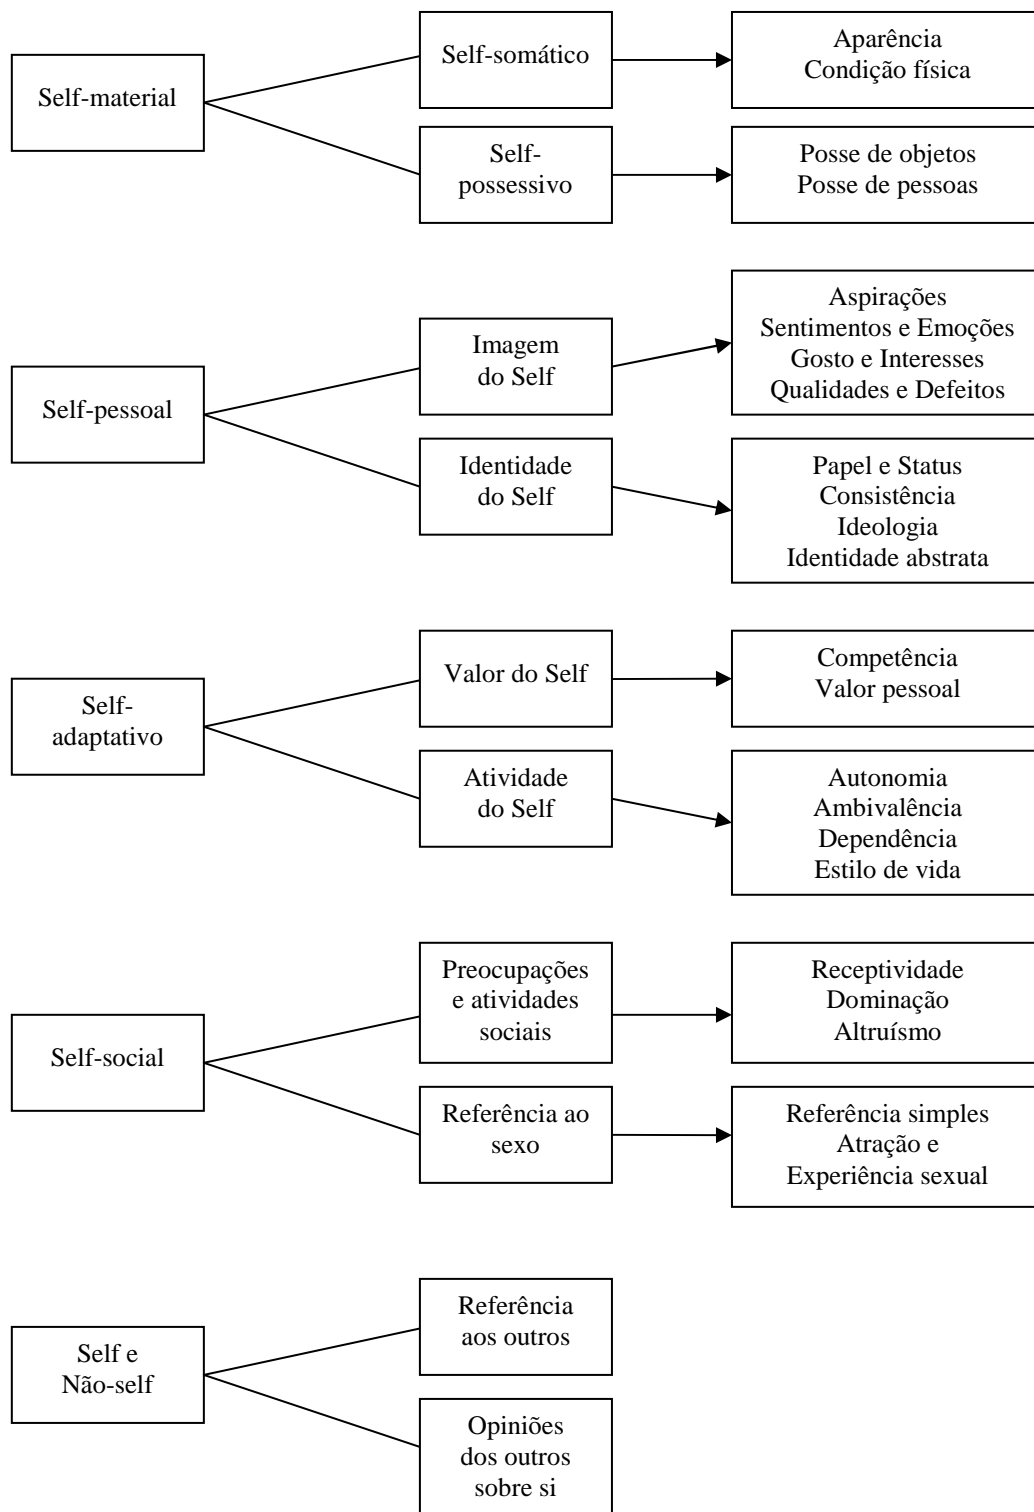 Self-material
Self-somático
Aparência
Condição física
Self-
possessivo
Posse de objetos
Posse de pessoas
Self-pessoal
Imagem
do Self
Aspirações
Sentimentos e Emoções
Gosto e Interesses
Qualidades e Defeitos
Identidade
do Self
Papel e Status
Consistência
Ideologia
Identidade abstrata
Self-
adaptativo
Valor do Self
Competência
Valor pessoal
Atividade
do Self
Autonomia
Ambivalência
Dependência
Estilo de vida
Self-social
Preocupações
e atividades
sociais
Receptividade
Dominação
Altruísmo
Referência ao
sexo
Referência simples
Atração e
Experiência sexual
Self e
Não-self
Referência
aos outros
Opiniões
dos outros
sobre si